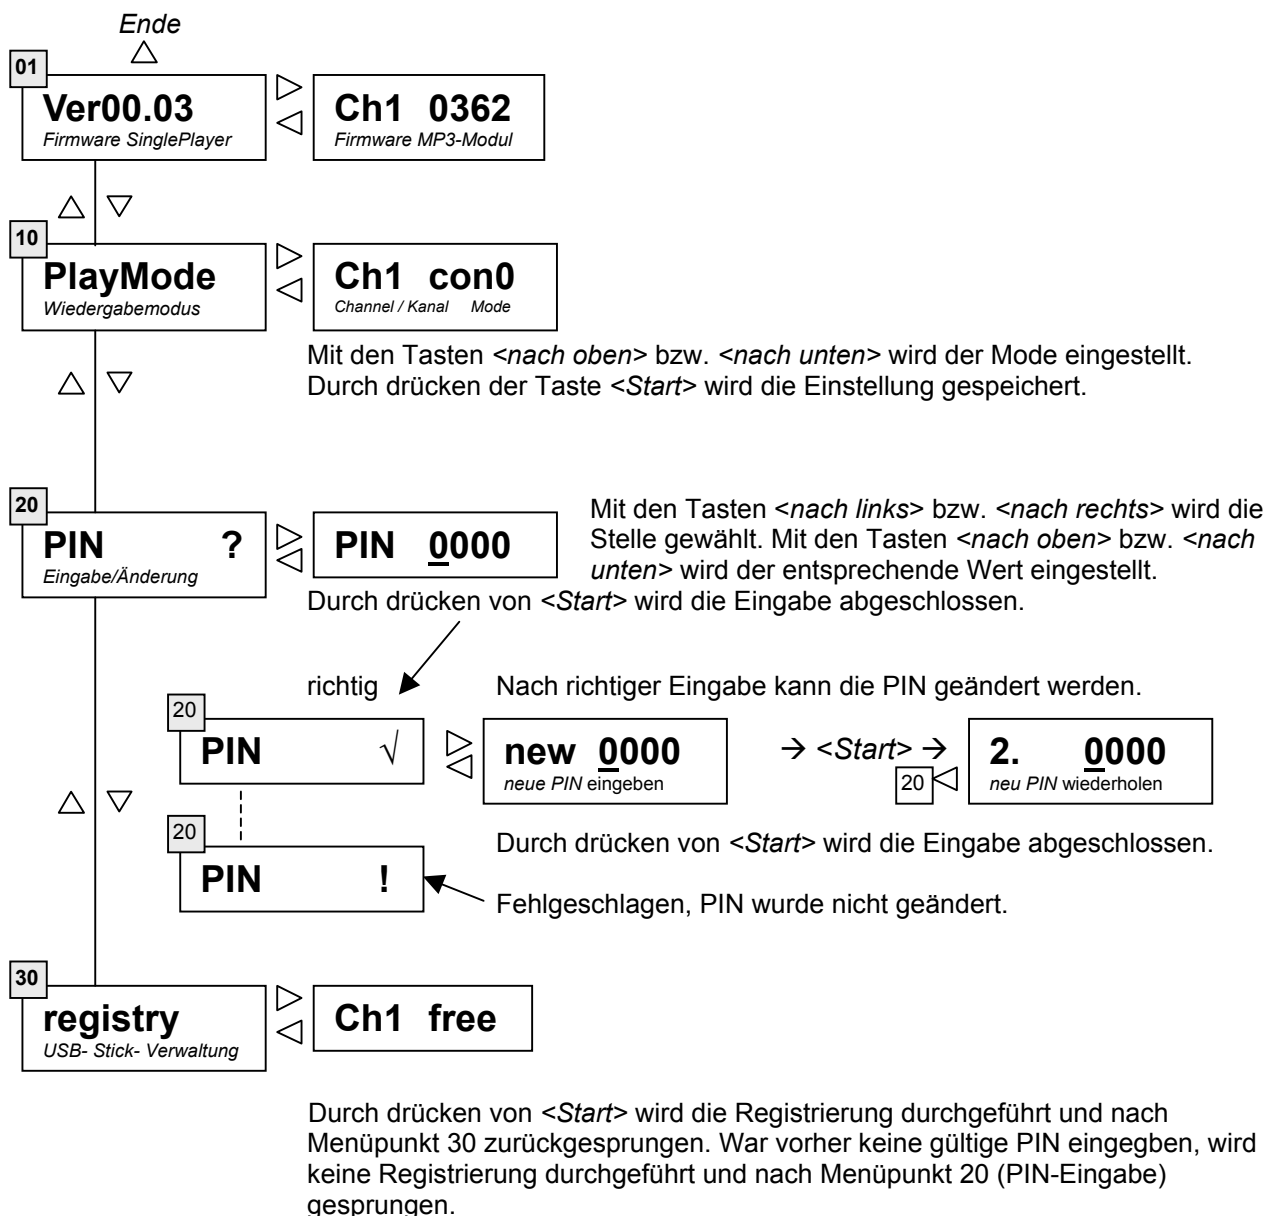 Ende
01
Ver00.03
Firmware SinglePlayer
Ch1 0362
Firmware MP3-Modul
10
PlayMode
Wiedergabemodus
Ch1 con0
Channel / Kanal Mode
Mit den Tasten <nach oben> bzw. <nach unten> wird der Mode eingestellt.
Durch drücken der Taste <Start> wird die Einstellung gespeichert.
20
PIN ?
Eingabe/Änderung
PIN 0000
Mit den Tasten <nach links> bzw. <nach rechts> wird die
Stelle gewählt. Mit den Tasten <nach oben> bzw. <nach
unten> wird der entsprechende Wert eingestellt.
Durch drücken von <Start> wird die Eingabe abgeschlossen.
richtig
Nach richtiger Eingabe kann die PIN geändert werden.
20
PIN √
new 0000
neue PIN eingeben
→ <Start> →
20
2. 0000
neu PIN wiederholen
20
PIN !
Durch drücken von <Start> wird die Eingabe abgeschlossen.
Fehlgeschlagen, PIN wurde nicht geändert.
30
registry
USB- Stick- Verwaltung
Ch1 free
Durch drücken von <Start> wird die Registrierung durchgeführt und nach
Menüpunkt 30 zurückgesprungen. War vorher keine gültige PIN eingegben, wird
keine Registrierung durchgeführt und nach Menüpunkt 20 (PIN-Eingabe)
gesprungen.